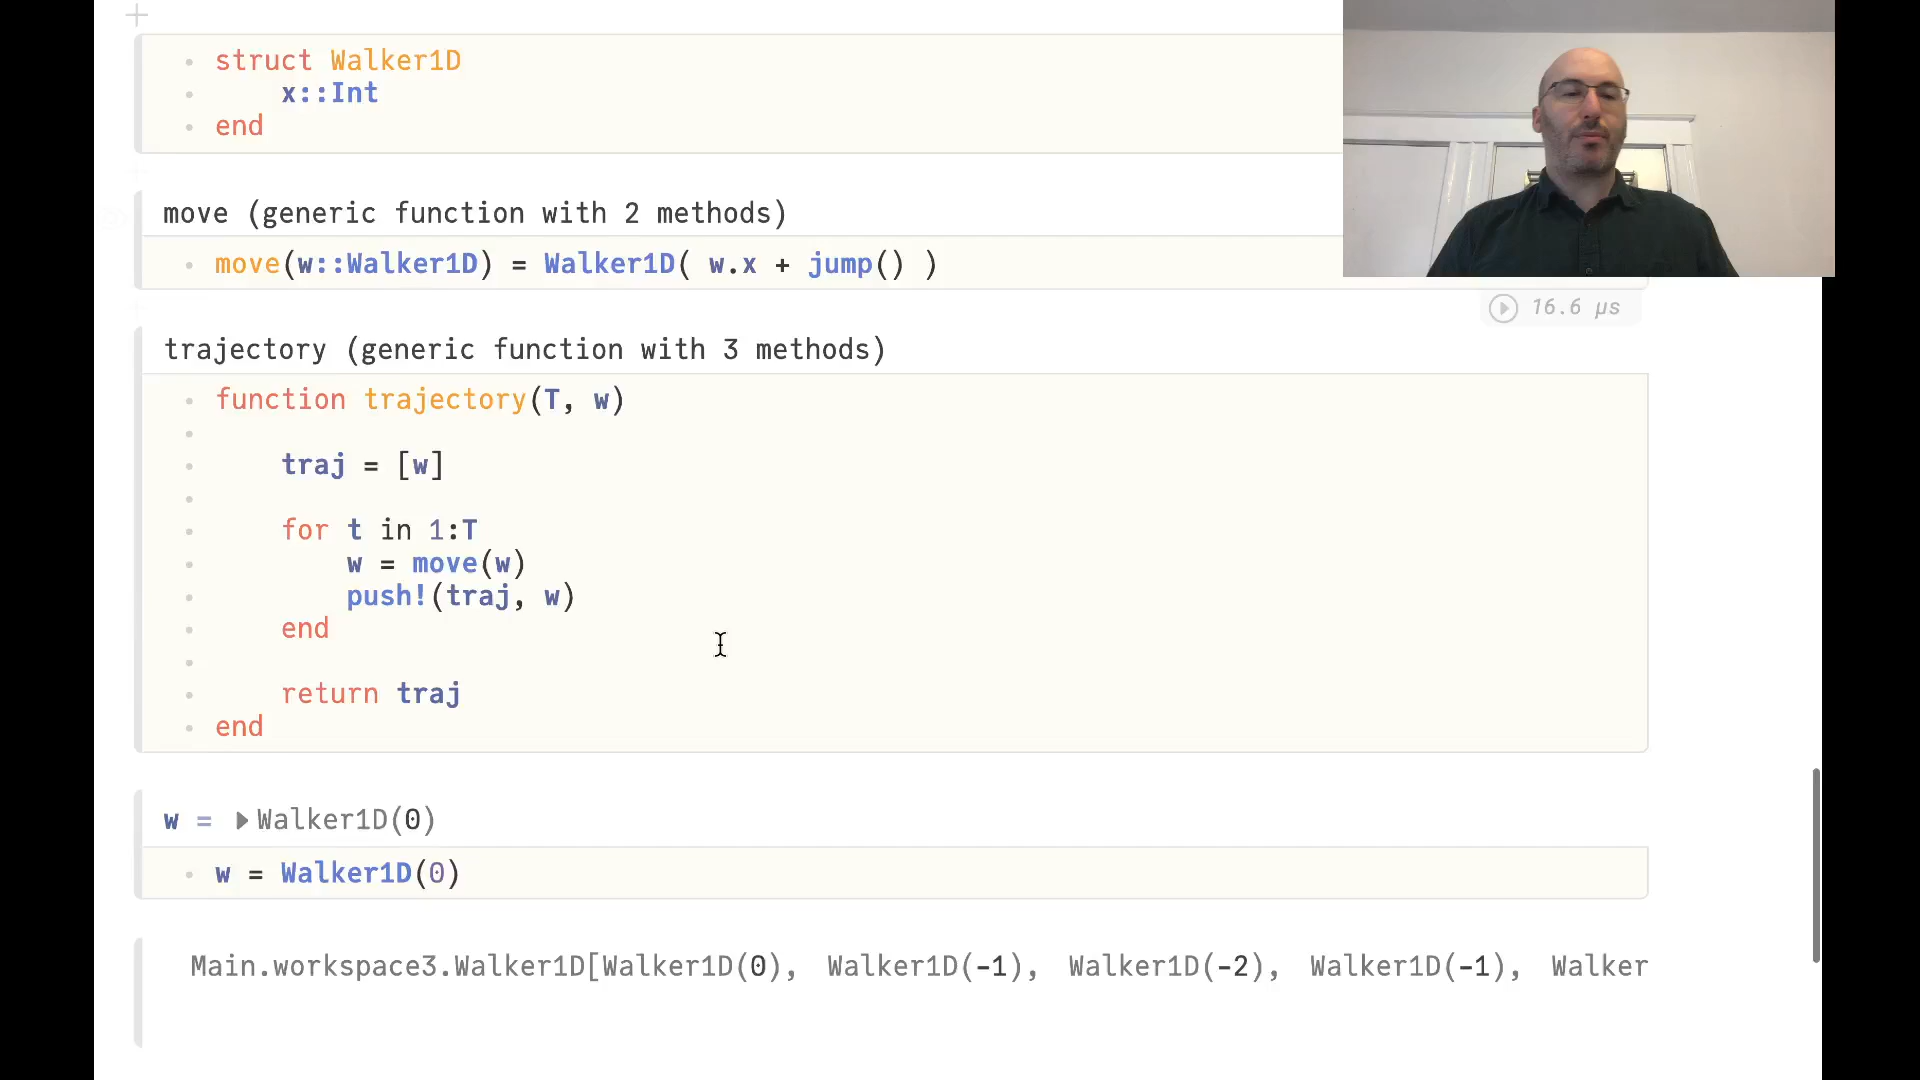 struct Walker1D
x::Int
end
move (generic function with 2 methods)
move(w::Walker1D) = Walker1D( w.x + jump() )
16.6 μs
trajectory (generic function with 3 methods)
function trajectory(T, w)
traj = [w]
for t in 1:T
w = move(w)
push!(traj, w)
end
return traj
end
w = Walker1D(0)
w = Walker1D(0)
Main.workspace3.Walker1D[Walker1D(0), Walker1D(-1), Walker1D(-2), Walker1D(-1), Walker